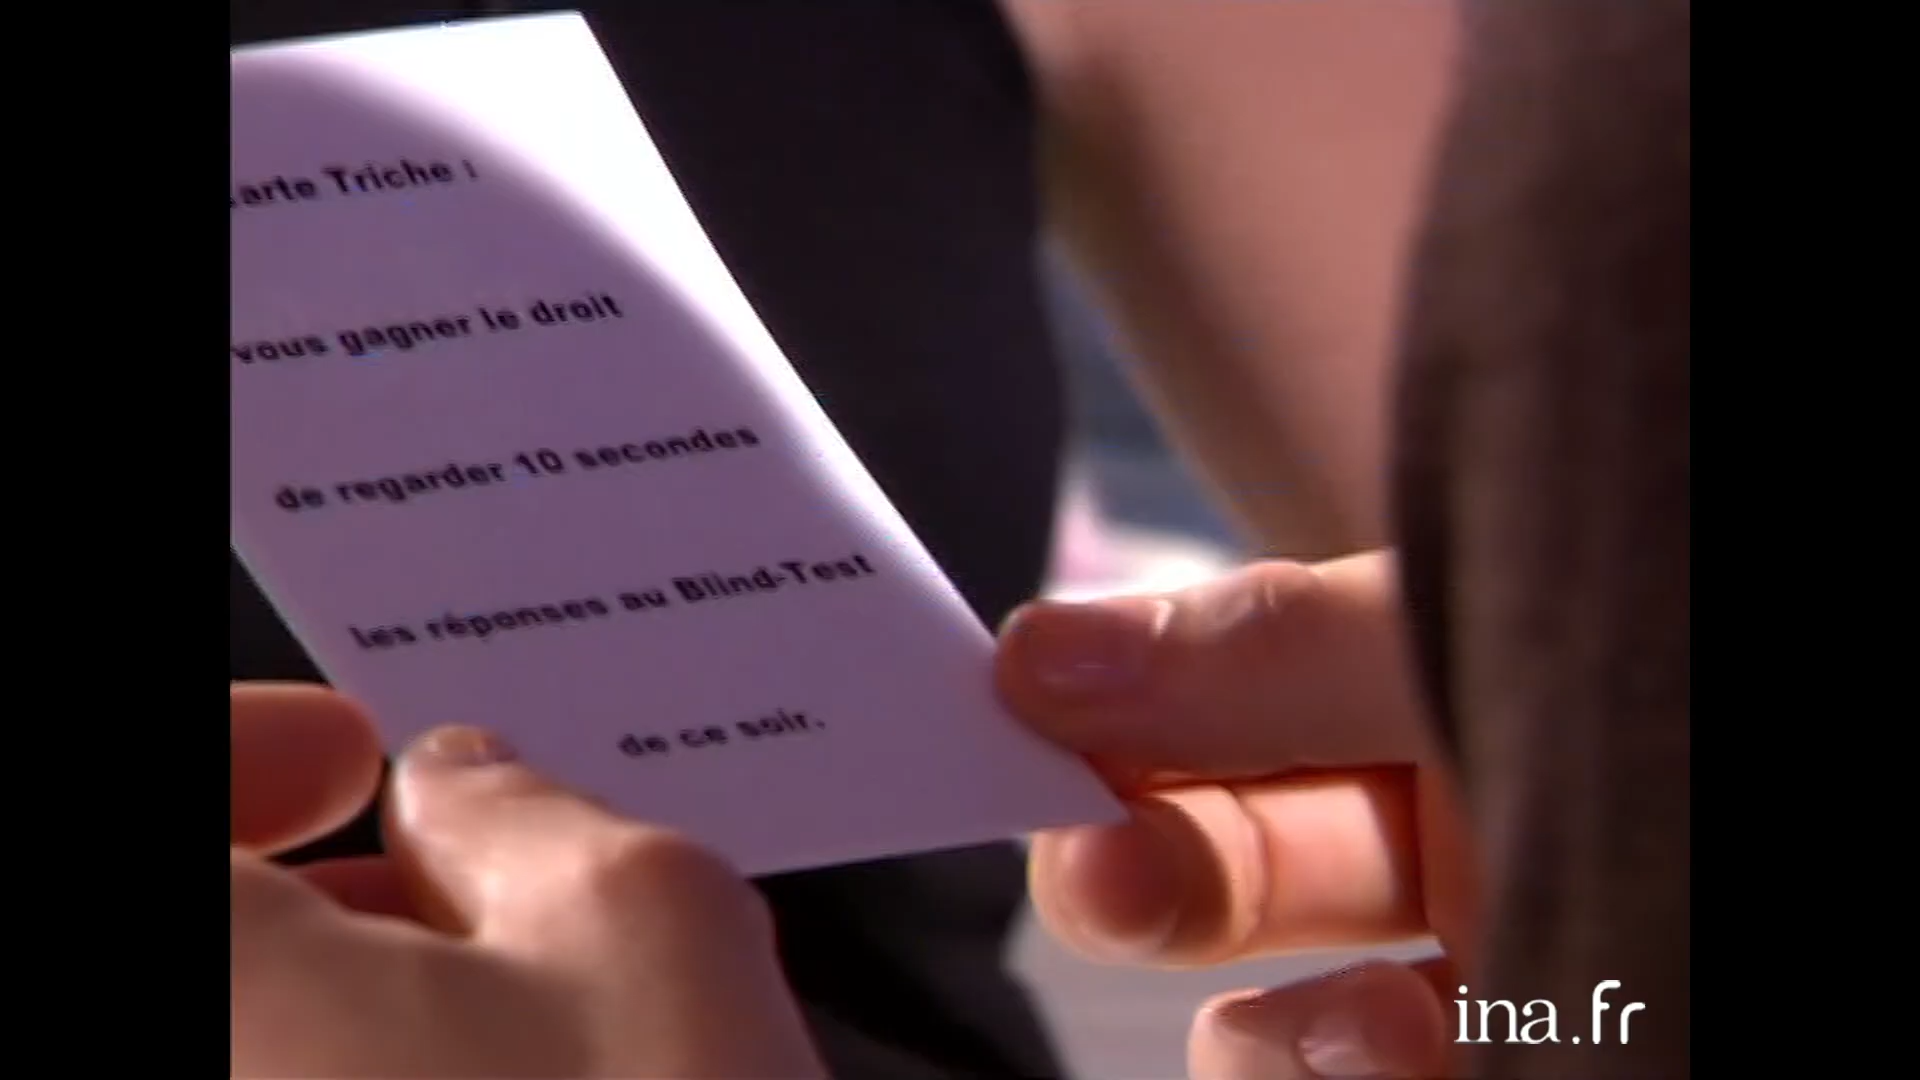 arte Triche :
vous gagner le droit
de regarder 10 secondes
les réponses au Blind-Test
de ce soir.
ina.fr